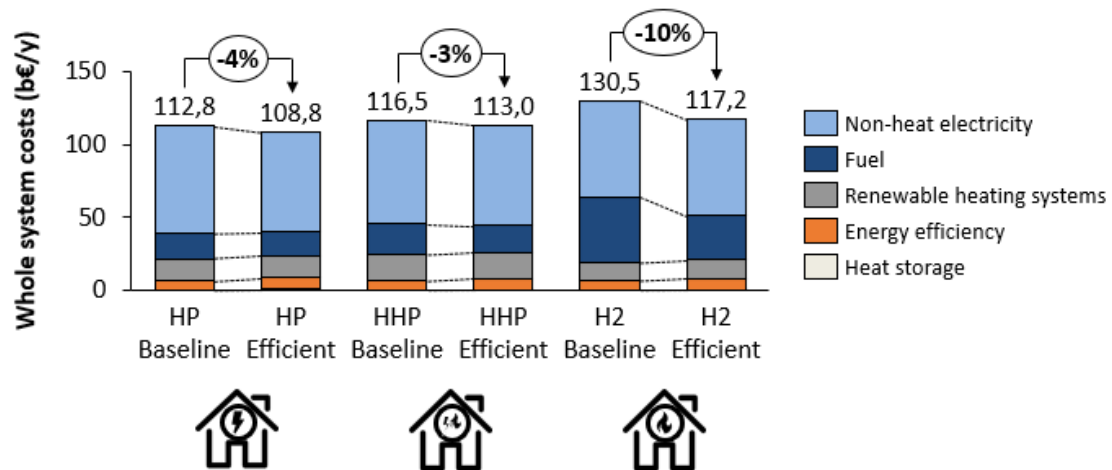 Whole system costs (b€/y)
150
100
50
0
-4%
-3%
-10%
112,8
108,8
116,5
113,0
130,5
117,2
HP
Baseline
HP
Efficient
HHP
Baseline
HHP
Efficient
H2
Baseline
H2
Efficient
Non-heat electricity
Fuel
Renewable heating systems
Energy efficiency
Heat storage